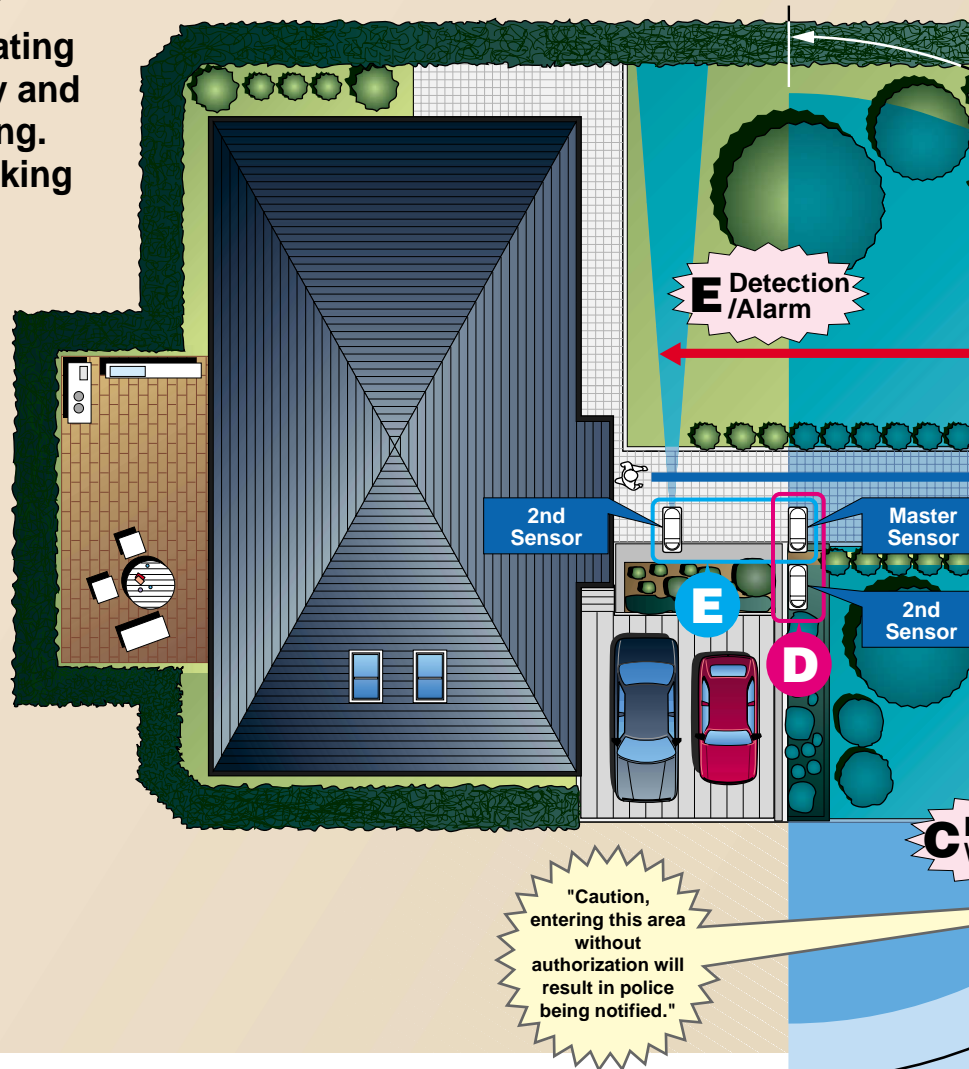 ating
y and
ng.
king
E Detection
/Alarm
2nd
Sensor
Master
Sensor
E
2nd
Sensor
D
C
"Caution,
entering this area
without
authorization will
result in police
being notified."